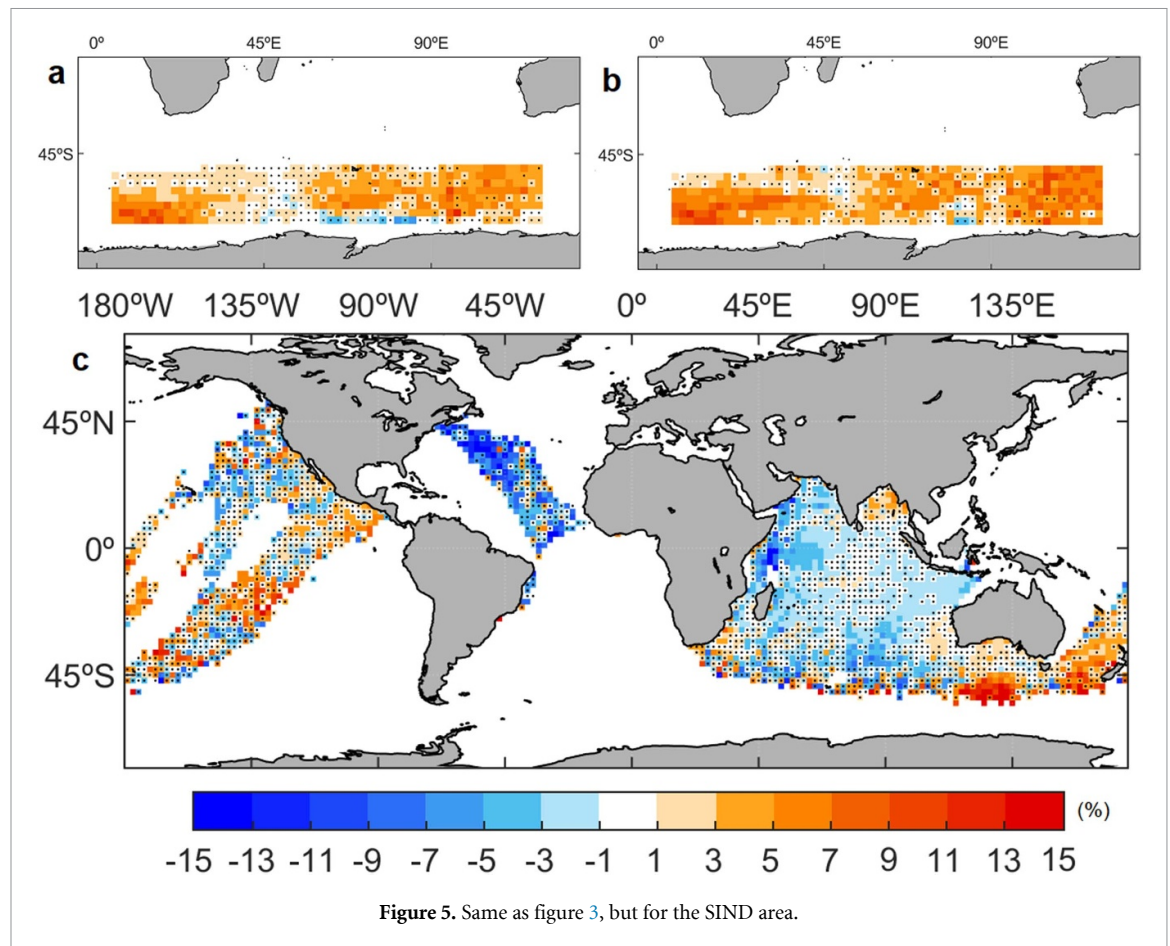 0º 45ºE 90ºE 0º 45ºE 90ºE
a b
45ºS 45ºS
180ºW 135ºW 90ºW 45ºW 0º 45ºE 90ºE 135ºE
c
45ºN
0º
45ºS
(%)
-15 -13 -11 -9 -7 -5 -3 -1 1 3 5 7 9 11 13 15
Figure 5. Same as figure 3, but for the SIND area.